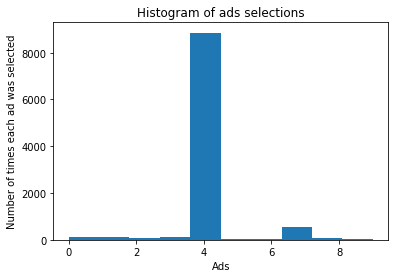 Histogram of ads selections
Number of times each ad was selected
8000
6000
4000
2000
0
0 2 4 6 8
Ads